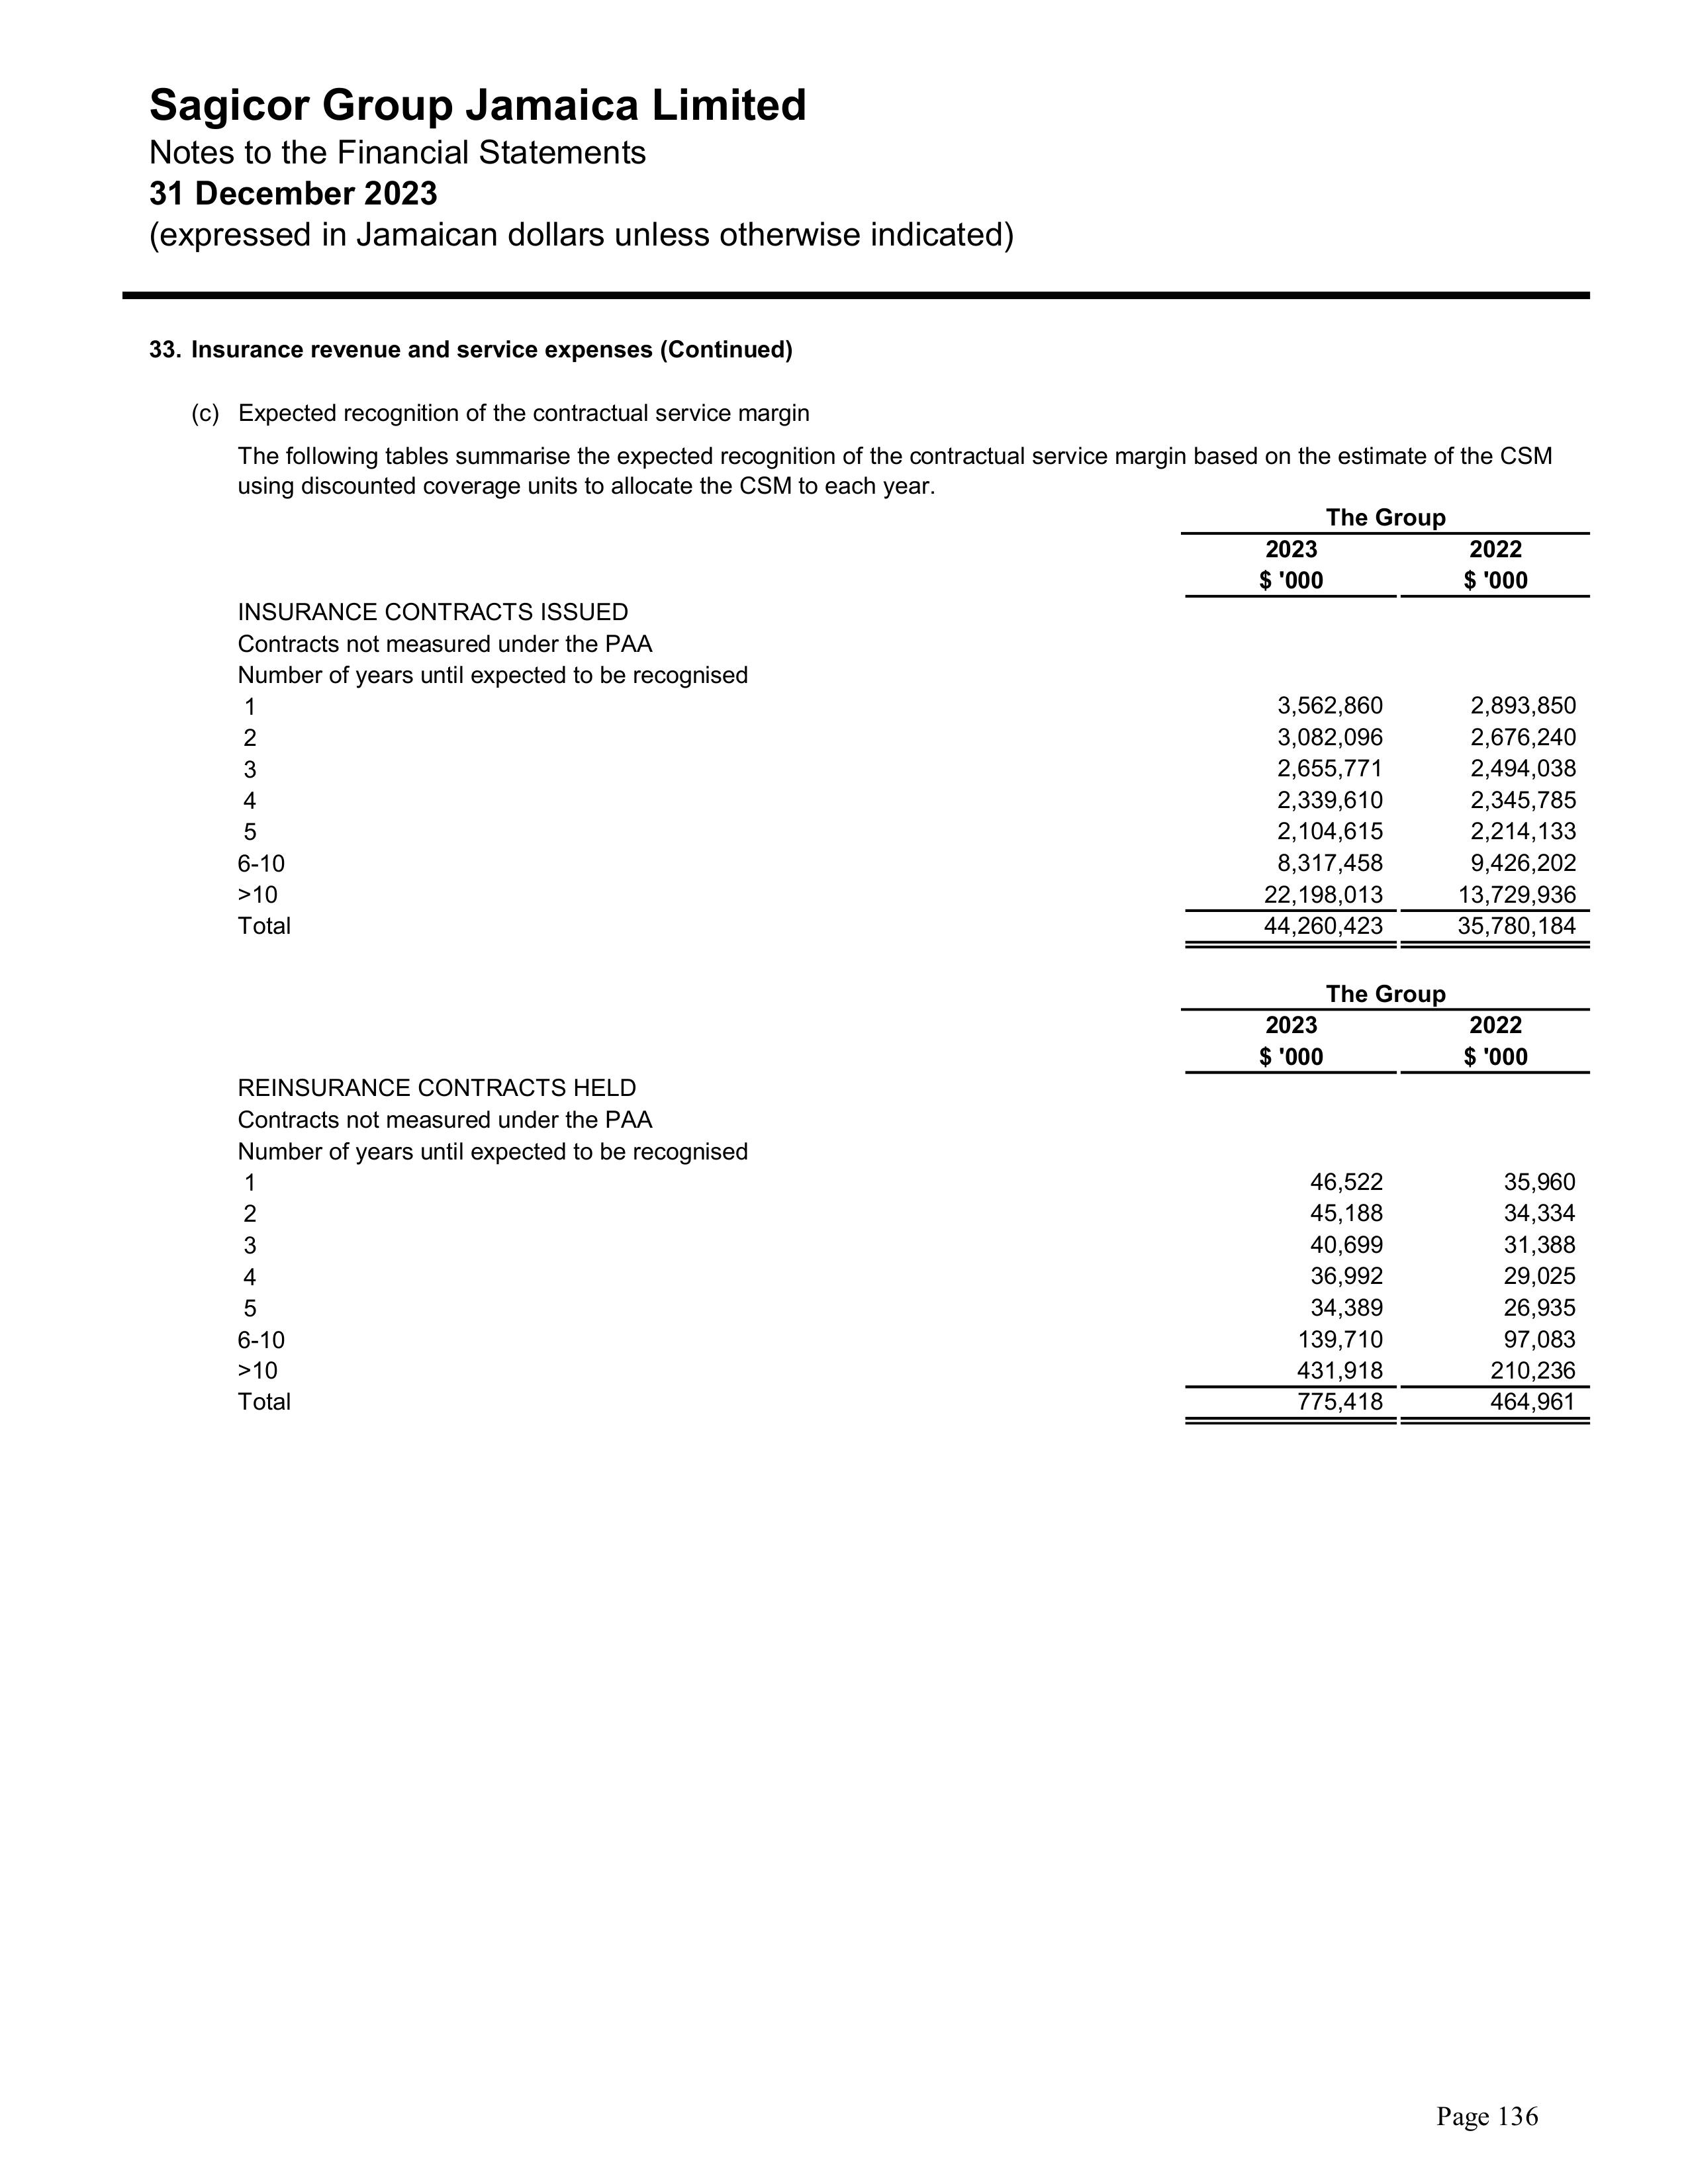 Sagicor Group Jamaica Limited
Notes to the Financial Statements
31 December 2023
(expressed in Jamaican dollars unless otherwise indicated)
33. Insurance revenue and service expenses (Continued)
(c) Expected recognition of the contractual service margin
The following tables summarise the expected recognition of the contractual service margin based on the estimate of the CSM
using discounted coverage units to allocate the CSM to each year.
The Group
2023 2022
$ '000 $ '000
INSURANCE CONTRACTS ISSUED
Contracts not measured under the PAA
Number of years until expected to be recognised
1 3,562,860 2,893,850
2 3,082,096 2,676,240
3 2,655,771 2,494,038
4 2,339,610 2,345,785
5 2,104,615 2,214,133
6-10 8,317,458 9,426,202
>10 22,198,013 13,729,936
Total 44,260,423 35,780,184
The Group
2023 2022
$ '000 $ '000
REINSURANCE CONTRACTS HELD
Contracts not measured under the PAA
Number of years until expected to be recognised
1 46,522 35,960
2 45,188 34,334
3 40,699 31,388
4 36,992 29,025
5 34,389 26,935
6-10 139,710 97,083
>10 431,918 210,236
Total 775,418 464,961
Page 136